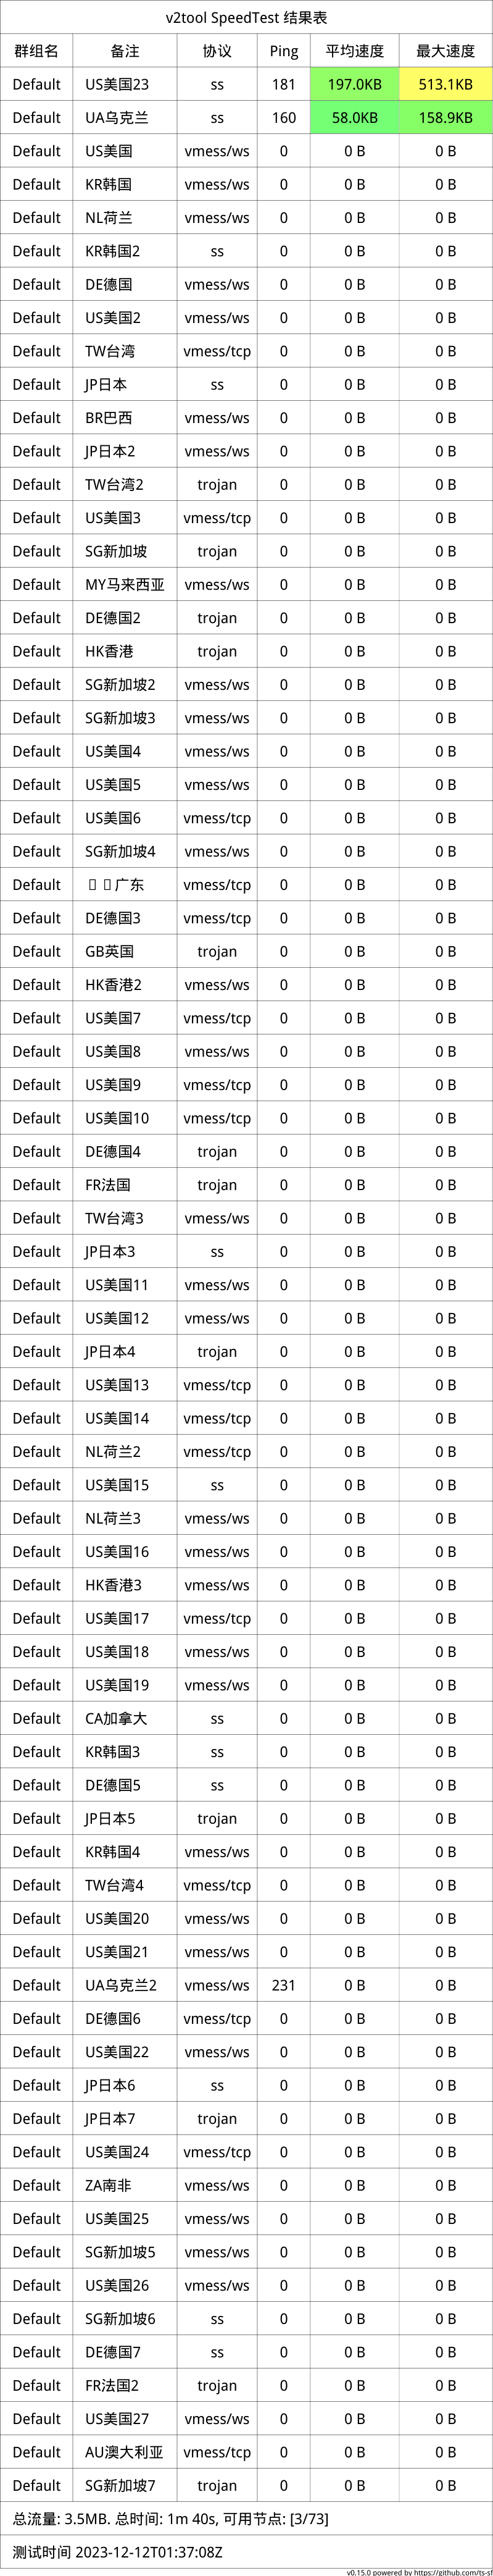 v2tool SpeedTest 结果表
群组名 备注 协议 Ping 平均速度 最大速度
Default US美国23 ss 181 197.0KB 513.1KB
Default UA乌克兰 ss 160 58.0KB 158.9KB
Default US美国 vmess/ws 0 0 B 0 B
Default KR韩国 vmess/ws 0 0 B 0 B
Default NL荷兰 vmess/ws 0 0 B 0 B
Default KR韩国2 ss 0 0 B 0 B
Default DE德国 vmess/ws 0 0 B 0 B
Default US美国2 vmess/ws 0 0 B 0 B
Default TW台湾 vmess/tcp 0 0 B 0 B
Default JP日本 ss 0 0 B 0 B
Default BR巴西 vmess/ws 0 0 B 0 B
Default JP日本2 vmess/ws 0 0 B 0 B
Default TW台湾2 trojan 0 0 B 0 B
Default US美国3 vmess/tcp 0 0 B 0 B
Default SG新加坡 trojan 0 0 B 0 B
Default MY马来西亚 vmess/ws 0 0 B 0 B
Default DE德国2 trojan 0 0 B 0 B
Default HK香港 trojan 0 0 B 0 B
Default SG新加坡2 vmess/ws 0 0 B 0 B
Default SG新加坡3 vmess/ws 0 0 B 0 B
Default US美国4 vmess/ws 0 0 B 0 B
Default US美国5 vmess/ws 0 0 B 0 B
Default US美国6 vmess/tcp 0 0 B 0 B
Default SG新加坡4 vmess/ws 0 0 B 0 B
Default 广东 vmess/tcp 0 0 B 0 B
Default DE德国3 vmess/tcp 0 0 B 0 B
Default GB英国 trojan 0 0 B 0 B
Default HK香港2 vmess/ws 0 0 B 0 B
Default US美国7 vmess/tcp 0 0 B 0 B
Default US美国8 vmess/ws 0 0 B 0 B
Default US美国9 vmess/tcp 0 0 B 0 B
Default US美国10 vmess/tcp 0 0 B 0 B
Default DE德国4 trojan 0 0 B 0 B
Default FR法国 trojan 0 0 B 0 B
Default TW台湾3 vmess/ws 0 0 B 0 B
Default JP日本3 ss 0 0 B 0 B
Default US美国11 vmess/ws 0 0 B 0 B
Default US美国12 vmess/ws 0 0 B 0 B
Default JP日本4 trojan 0 0 B 0 B
Default US美国13 vmess/tcp 0 0 B 0 B
Default US美国14 vmess/tcp 0 0 B 0 B
Default NL荷兰2 vmess/tcp 0 0 B 0 B
Default US美国15 ss 0 0 B 0 B
Default NL荷兰3 vmess/ws 0 0 B 0 B
Default US美国16 vmess/ws 0 0 B 0 B
Default HK香港3 vmess/ws 0 0 B 0 B
Default US美国17 vmess/tcp 0 0 B 0 B
Default US美国18 vmess/ws 0 0 B 0 B
Default US美国19 vmess/ws 0 0 B 0 B
Default CA加拿大 ss 0 0 B 0 B
Default KR韩国3 ss 0 0 B 0 B
Default DE德国5 ss 0 0 B 0 B
Default JP日本5 trojan 0 0 B 0 B
Default KR韩国4 vmess/ws 0 0 B 0 B
Default TW台湾4 vmess/tcp 0 0 B 0 B
Default US美国20 vmess/ws 0 0 B 0 B
Default US美国21 vmess/ws 0 0 B 0 B
Default UA乌克兰2 vmess/ws 231 0 B 0 B
Default DE德国6 vmess/tcp 0 0 B 0 B
Default US美国22 vmess/ws 0 0 B 0 B
Default JP日本6 ss 0 0 B 0 B
Default JP日本7 trojan 0 0 B 0 B
Default US美国24 vmess/tcp 0 0 B 0 B
Default ZA南非 vmess/ws 0 0 B 0 B
Default US美国25 vmess/ws 0 0 B 0 B
Default SG新加坡5 vmess/ws 0 0 B 0 B
Default US美国26 vmess/ws 0 0 B 0 B
Default SG新加坡6 ss 0 0 B 0 B
Default DE德国7 ss 0 0 B 0 B
Default FR法国2 trojan 0 0 B 0 B
Default US美国27 vmess/ws 0 0 B 0 B
Default AU澳大利亚 vmess/tcp 0 0 B 0 B
Default SG新加坡7 trojan 0 0 B 0 B
总流量: 3.5MB. 总时间: 1m 40s, 可用节点: [3/73]
测试时间 2023-12-12T01:37:08Z
v0.15.0 powered by https://github.com/ts-sf